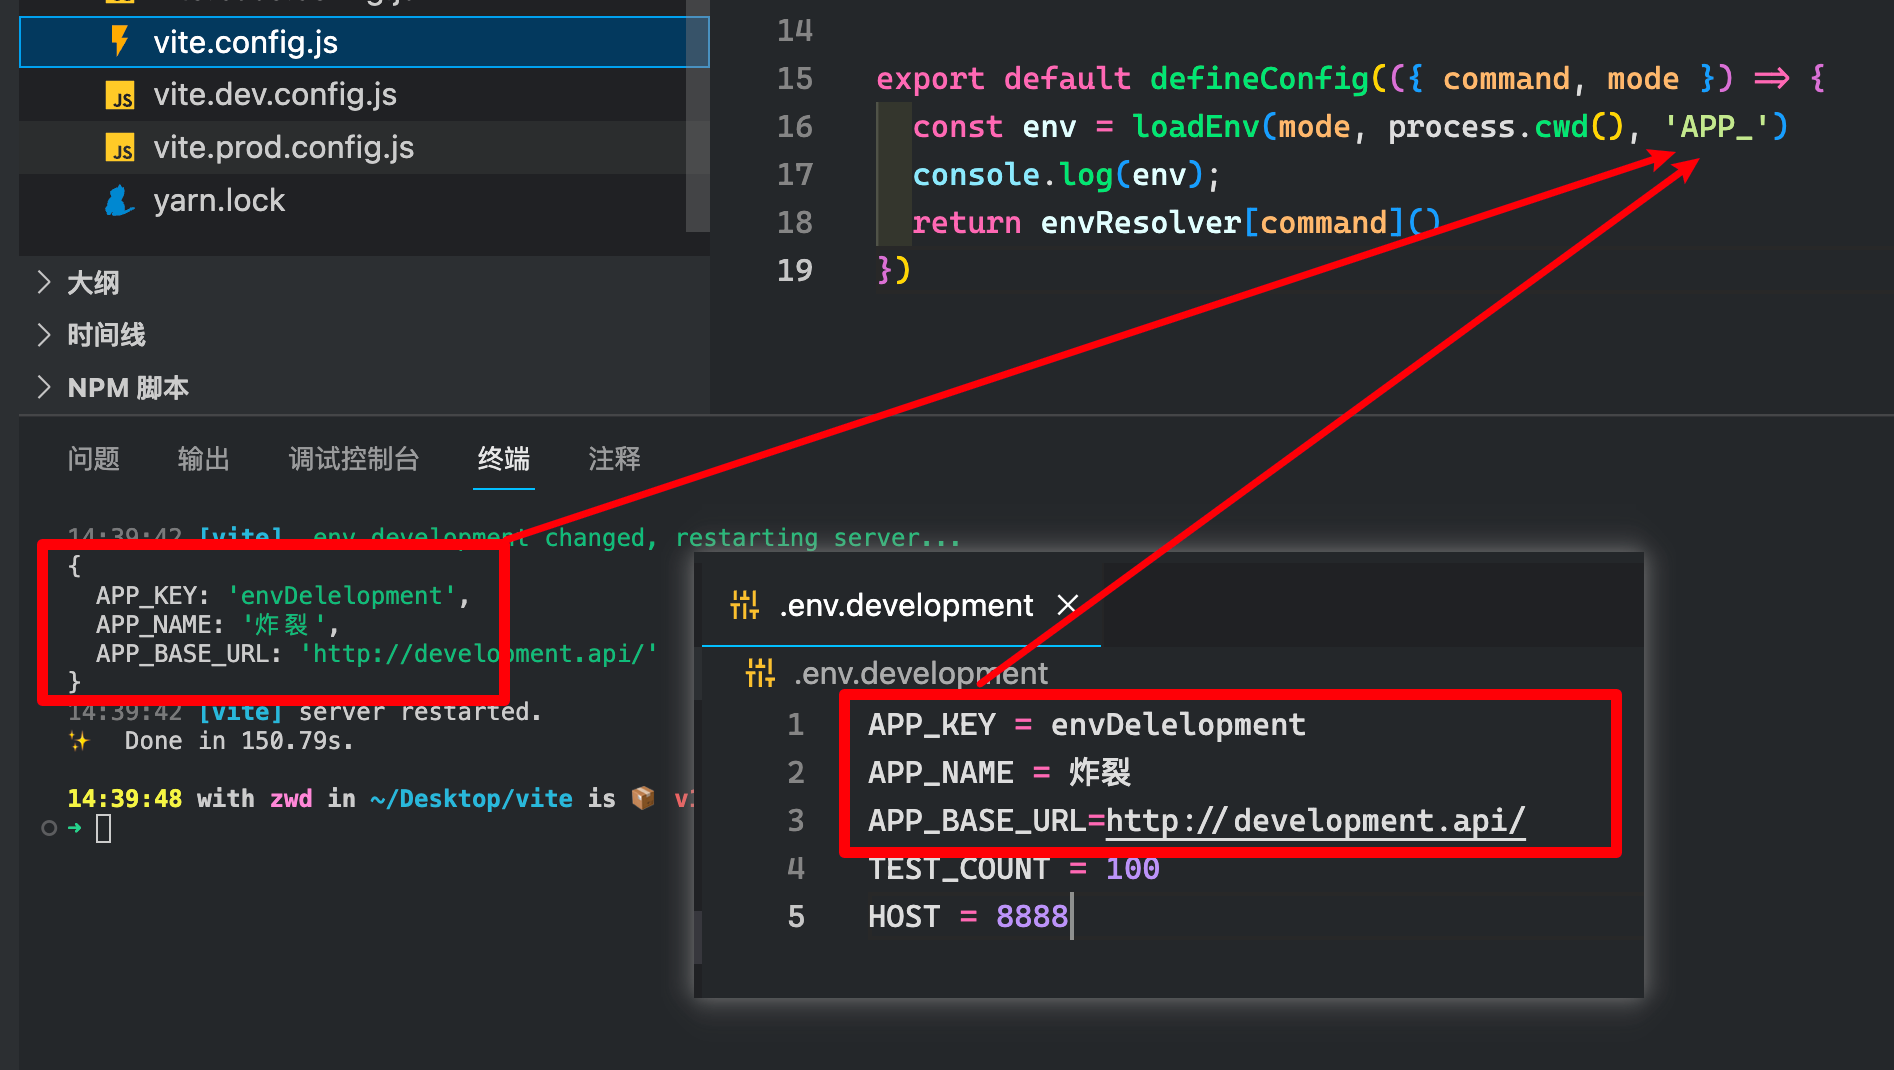 vite.config.js
vite.dev.config.js
vite.prod.config.js
yarn.lock
大纲
时间线
NPM 脚本
14
15 export default defineConfig(({ command, mode }) => {
16 const env = loadEnv(mode, process.cwd(), 'APP_')
17 console.log(env);
18 return envResolver[command]()
19 })
问题 输出 调试控制台 终端 注释
14:39:42 [vite] .env.development changed, restarting server...
{
APP_KEY: 'envDelelopment',
APP_NAME: '炸裂',
APP_BASE_URL: 'http://development.api/'
}
14:39:42 [vite] server restarted.
✨ Done in 150.79s.
14:39:48 with zwd in ~/Desktop/vite is 📦
➜
.env.development
.env.development
1 APP_KEY = envDelelopment
2 APP_NAME = 炸裂
3 APP_BASE_URL=http://development.api/
4 TEST_COUNT = 100
5 HOST = 8888